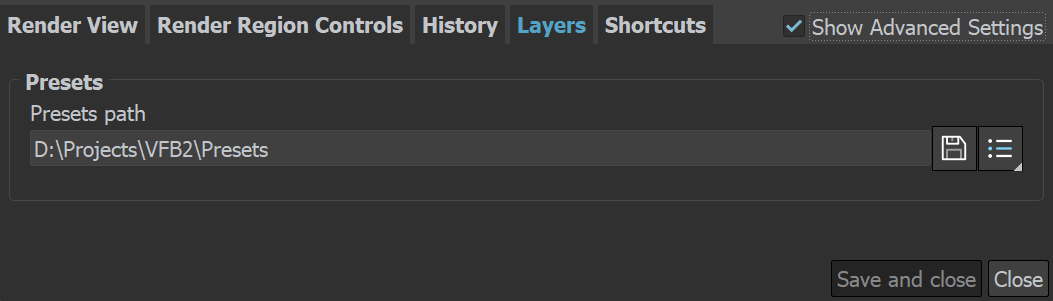 Render View Render Region Controls History Layers Shortcuts Show Advanced Settings
Presets
Presets path
D:\Projects\VFB2\Presets
Save and close Close